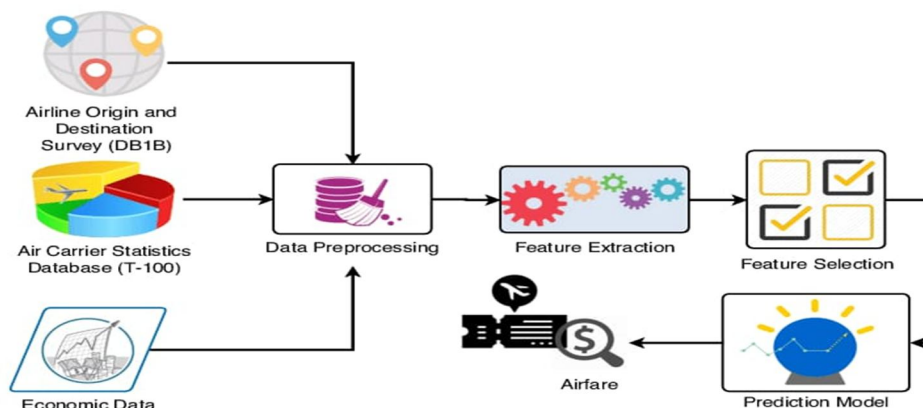 Airline Origin and
Destination
Survey (DB1B)
Air Carrier Statistics
Database (T-100)
Data Preprocessing
Feature Extraction
Feature Selection
Economic Data
$
Airfare
Prediction Model